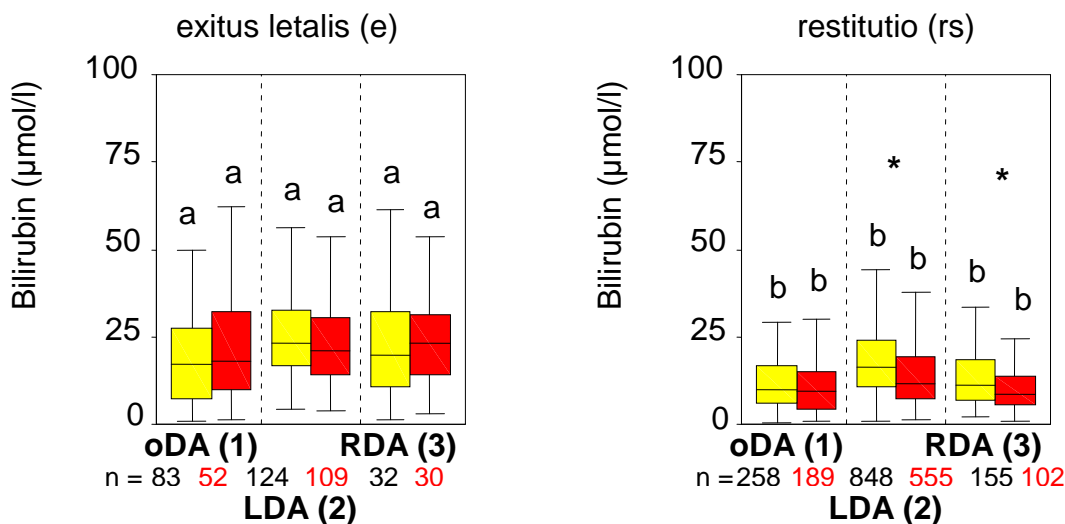 exitus letalis (e)
Bilirubin (μmol/l)
100
75
50
25
0
a a a a a a
oDA (1) RDA (3)
n = 83 52 124 109 32 30
LDA (2)
restitutio (rs)
Bilirubin (μmol/l)
100
75
50
25
0
* *
b b b b b b
oDA (1) RDA (3)
n = 258 189 848 555 155 102
LDA (2)